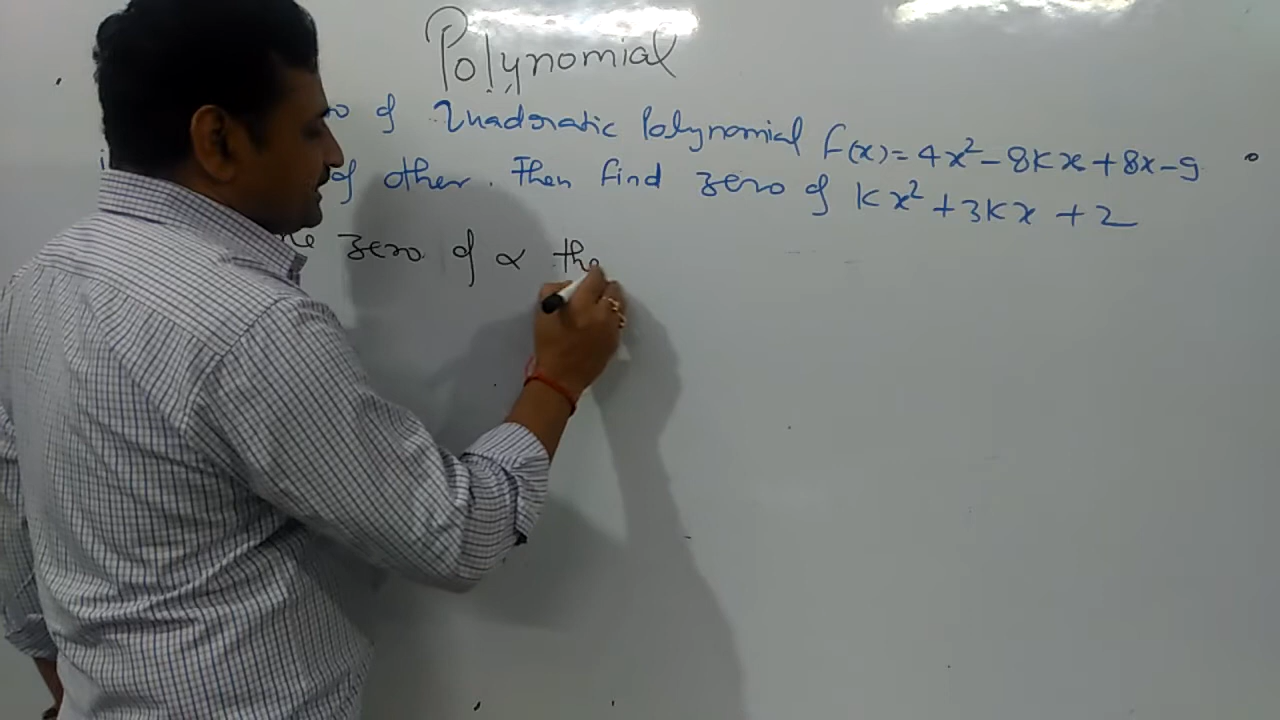 Polynomial
of Quadratic Polynomial f(x) = 4x² - 8kx + 8x - 9
of other. Then find zero of kx² + 3kx + 2
zero of α the